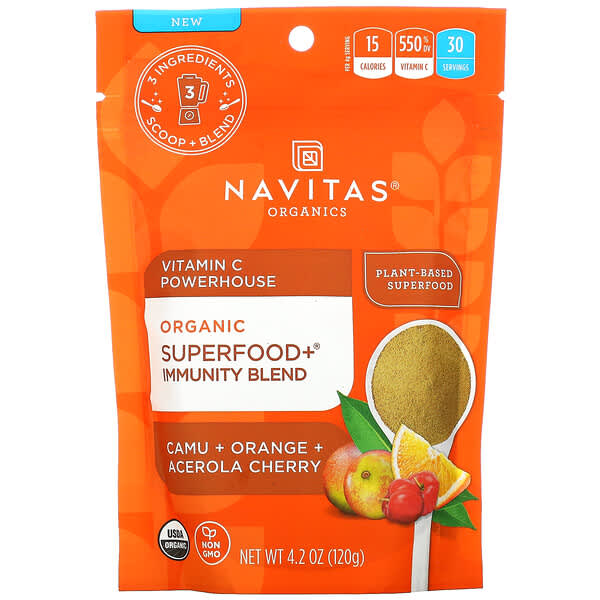 NEW
3 INGREDIENTS
3
SCOOP + BLEND
PER 4g SERVING
15
CALORIES
550% DV
VITAMIN C
30
SERVINGS
NAVITAS®
ORGANICS
VITAMIN C
POWERHOUSE
PLANT-BASED
SUPERFOOD
ORGANIC
SUPERFOOD+®
IMMUNITY BLEND
CAMU + ORANGE +
ACEROLA CHERRY
USDA
ORGANIC
NON
GMO
NET WT 4.2 OZ (120g)